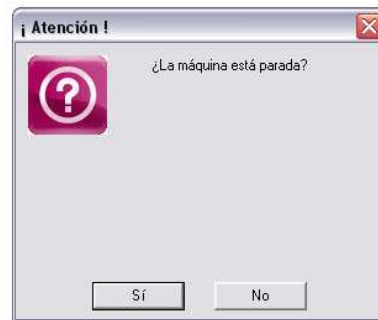 ¡ Atención !
¿La máquina está parada?
Sí
No